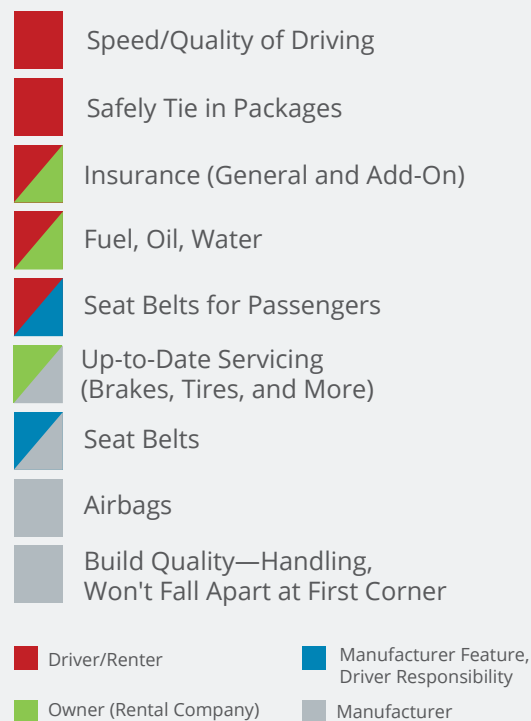 Speed/Quality of Driving
Safely Tie in Packages
Insurance (General and Add-On)
Fuel, Oil, Water
Seat Belts for Passengers
Up-to-Date Servicing
(Brakes, Tires, and More)
Seat Belts
Airbags
Build Quality—Handling,
Won't Fall Apart at First Corner
Driver/Renter
Owner (Rental Company)
Manufacturer Feature,
Driver Responsibility
Manufacturer